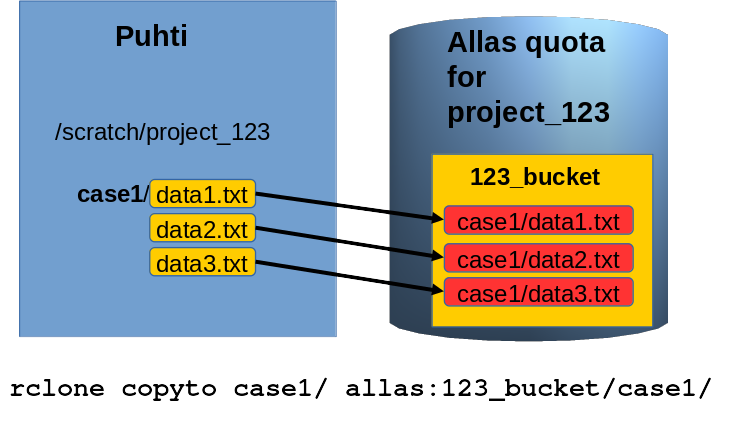 Puhti
/scratch/project_123
case1/
data1.txt
data2.txt
data3.txt
Allas quota
for
project_123
123_bucket
case1/data1.txt
case1/data2.txt
case1/data3.txt
rclone copyto case1/ allas:123_bucket/case1/